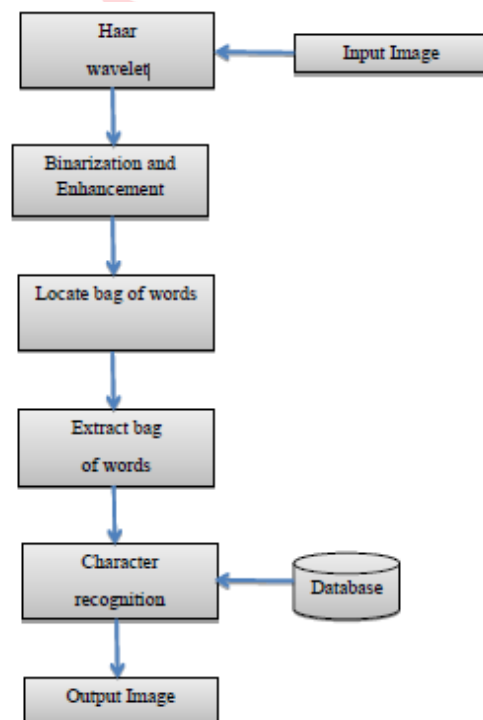 Haar
wavelet
Input Image
Binarization and
Enhancement
Locate bag of words
Extract bag
of words
Character
recognition
Database
Output Image